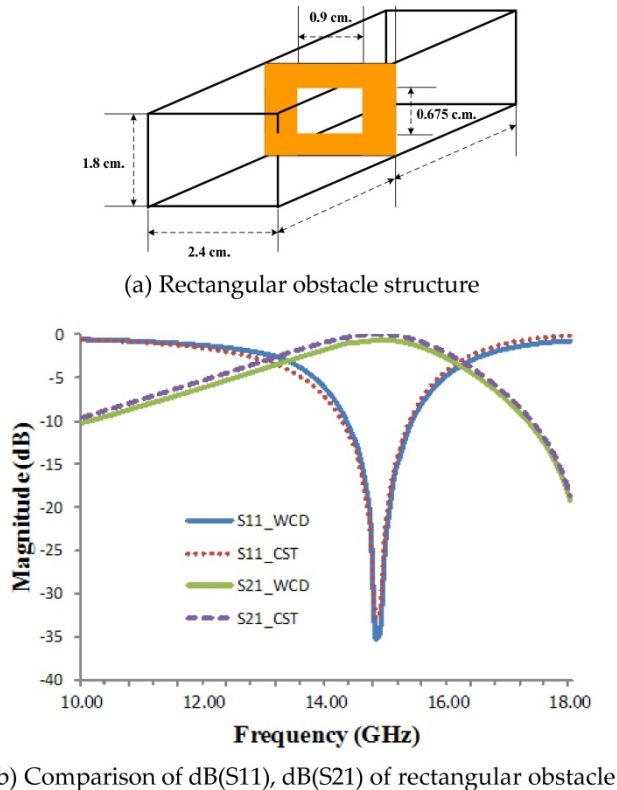 0.9 cm.
0.675 c.m.
1.8 cm.
2.4 cm.
(a) Rectangular obstacle structure
0
-5
-10
-15
-20
-25
-30
-35
-40
Magnitude (dB)
S11_WCD
S11_CST
S21_WCD
S21_CST
10.00 12.00 14.00 16.00 18.00
Frequency (GHz)
b) Comparison of dB(S11), dB(S21) of rectangular obstacle